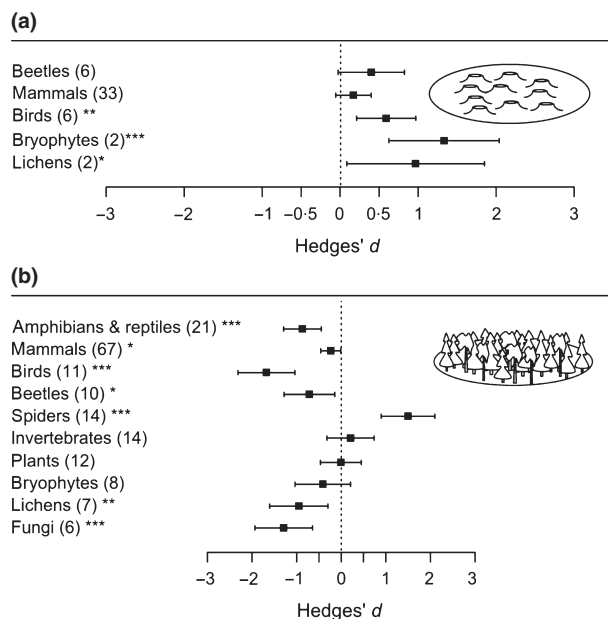 (a)
Beetles (6)
Mammals (33)
Birds (6) **
Bryophytes (2)***
Lichens (2)*
−3 −2 −1 −0·5 0 0·5 1 2 3
Hedges' d
(b)
Amphibians & reptiles (21) ***
Mammals (67) *
Birds (11) ***
Beetles (10) *
Spiders (14) ***
Invertebrates (14)
Plants (12)
Bryophytes (8)
Lichens (7) **
Fungi (6) ***
−3 −2 −1 0 1 2 3
Hedges' d